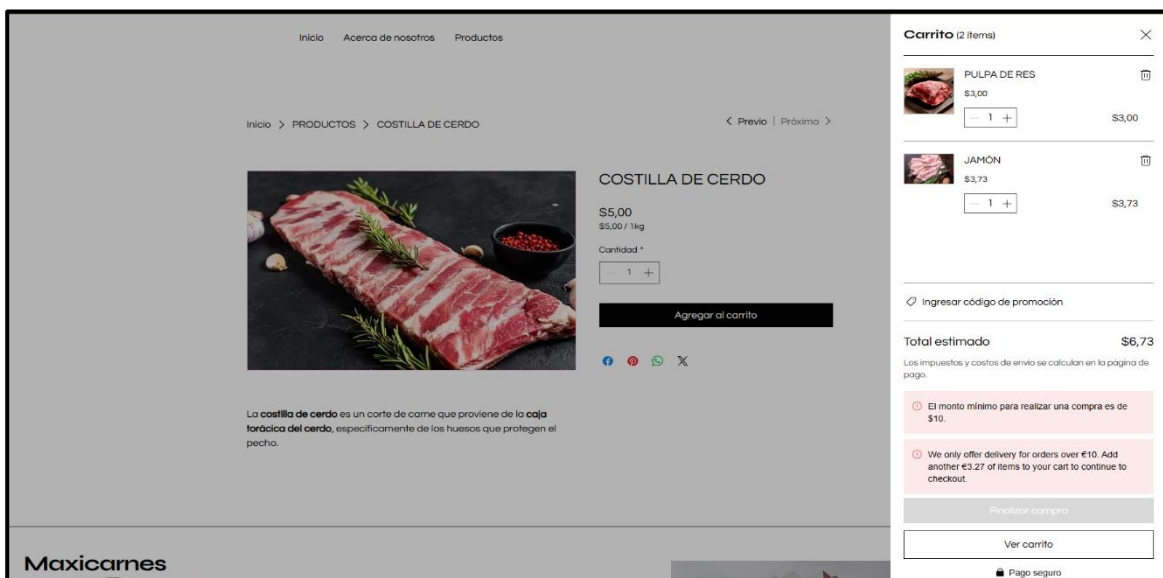 Inicio Acerca de nosotros Productos
Inicio > PRODUCTOS > COSTILLA DE CERDO
< Previo | Próximo >
COSTILLA DE CERDO
$5,00
$5,00 / 1kg
Cantidad *
1
Agregar al carrito
La costilla de cerdo es un corte de carne que proviene de la caja
torácica del cerdo, específicamente de los huesos que protegen el
pecho.
Maxicarnes
Carrito (2 ítems)
PULPA DE RES
$3,00
1
$3,00
JAMÓN
$3,73
1
$3,73
Ingresar código de promoción
Total estimado $6,73
Los impuestos y costos de envío se calculan en la página de
pago.
El monto mínimo para realizar una compra es de
$10.
We only offer delivery for orders over €10. Add
another €3.27 of items to your cart to continue to
checkout.
Finalizar compra
Ver carrito
Pago seguro